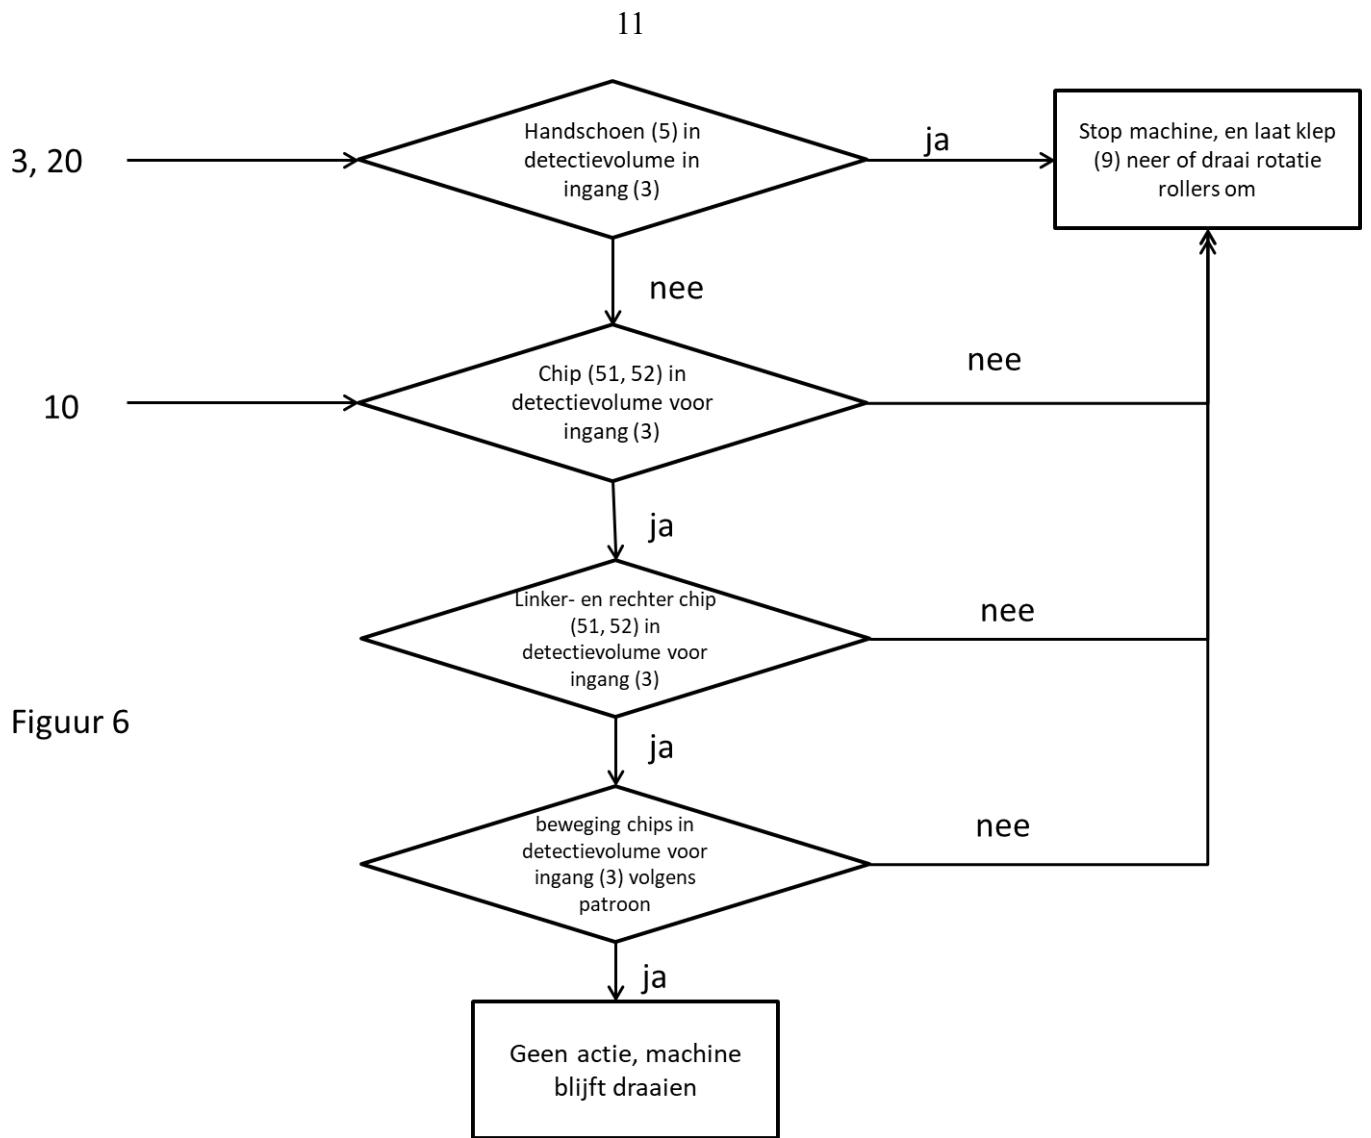 11
Handschoen (5) in
detectievolume in
ingang (3)
ja
Stop machine, en laat klep
(9) neer of draai rotatie
rollers om
3, 20
nee
Chip (51, 52) in
detectievolume voor
ingang (3)
nee
10
ja
Linker- en rechter chip
(51, 52) in
detectievolume voor
ingang (3)
nee
Figuur 6
ja
beweging chips in
detectievolume voor
ingang (3) volgens
patroon
nee
ja
Geen actie, machine
blijft draaien